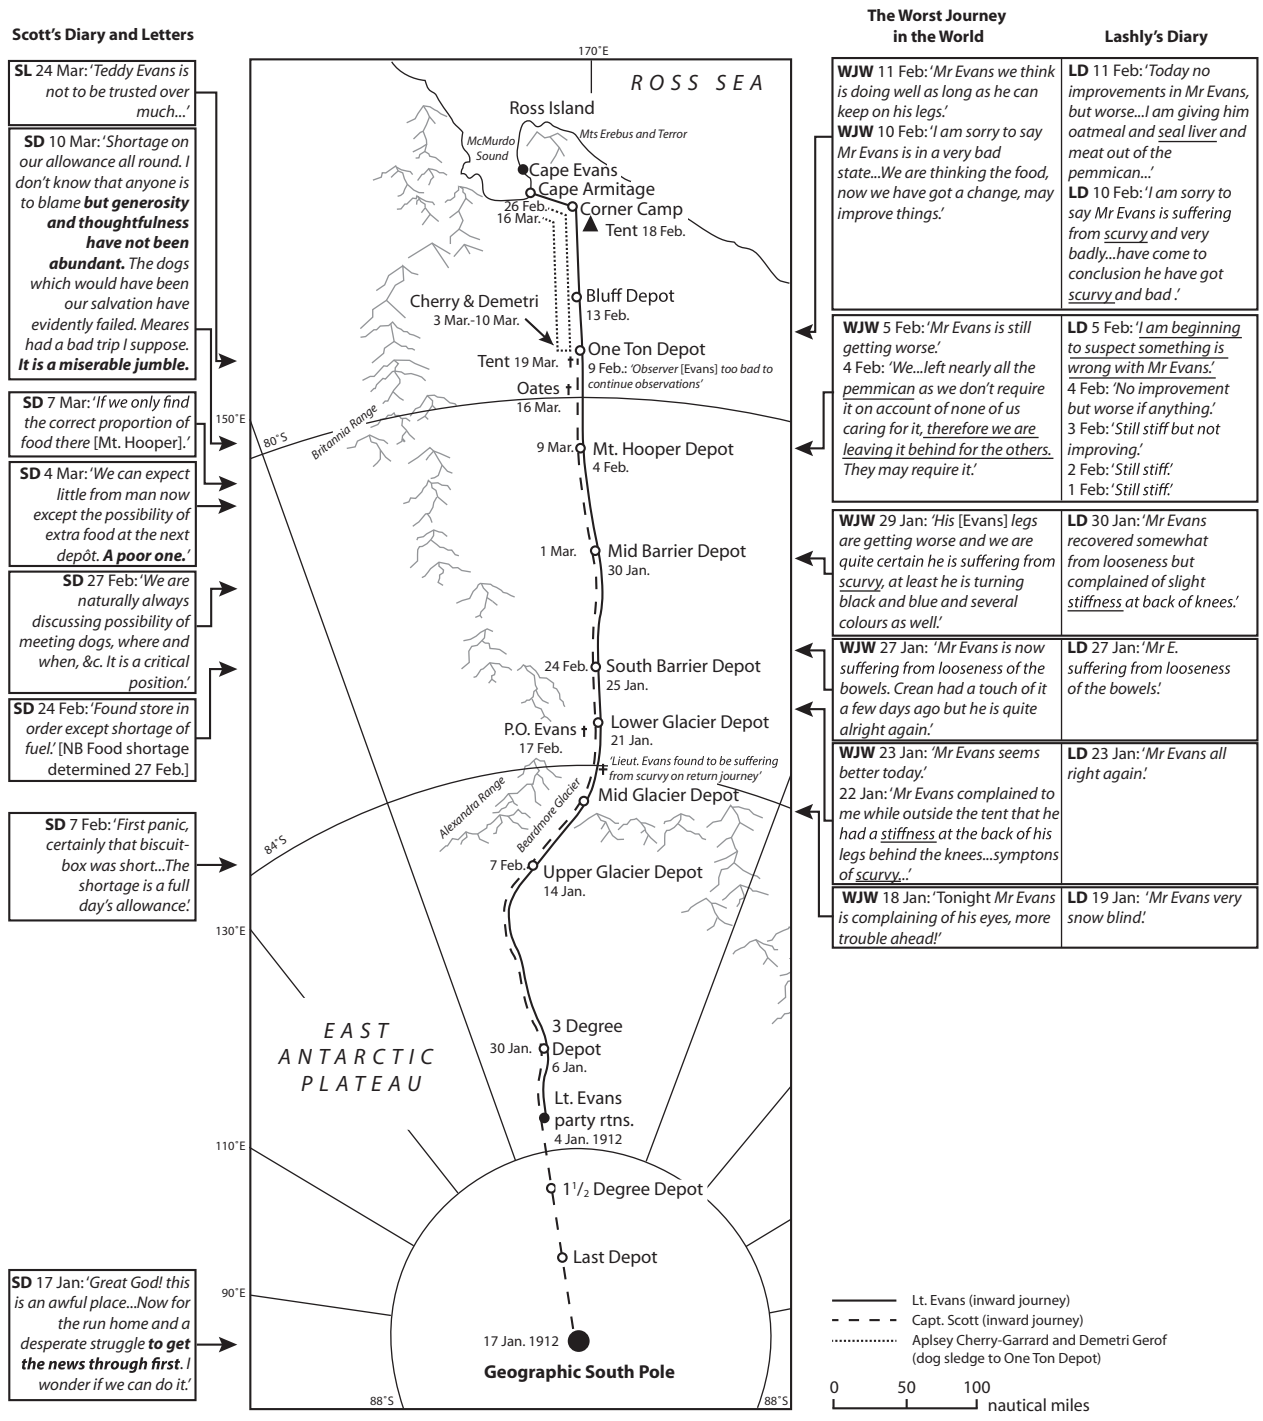 Scott's Diary and Letters
SL 24 Mar: 'Teddy Evans is
not to be trusted over
much...'
SD 10 Mar: 'Shortage on
our allowance all round. I
don't know that anyone is
to blame but generosity
and thoughtfulness
have not been
abundant. The dogs
which would have been
our salvation have
evidently failed. Meares
had a bad trip I suppose.
It is a miserable jumble.
SD 7 Mar: 'If we only find
the correct proportion of
food there [Mt. Hooper].'
SD 4 Mar: 'We can expect
little from man now
except the possibility of
extra food at the next
depôt. A poor one.'
SD 27 Feb: 'We are
naturally always
discussing possibility of
meeting dogs, where and
when, &c. It is a critical
position.'
SD 24 Feb: 'Found store in
order except shortage of
fuel.' [NB Food shortage
determined 27 Feb.]
SD 7 Feb: 'First panic,
certainly that biscuit-
box was short...The
shortage is a full
day's allowance.'
SD 17 Jan: 'Great God! this
is an awful place...Now for
the run home and a
desperate struggle to get
the news through first. I
wonder if we can do it.'
170˚E
ROSS SEA
Ross Island
McMurdo
Sound
Mts Erebus and Terror
Cape Evans
Cape Armitage
26 Feb.
16 Mar.
Corner Camp
Tent 18 Feb.
Bluff Depot
13 Feb.
Cherry & Demetri
3 Mar.-10 Mar.
One Ton Depot
Tent 19 Mar. †
9 Feb.: 'Observer [Evans] too bad to
continue observations'
Oates †
16 Mar.
150˚E
80˚S
Britannia Range
9 Mar.
Mt. Hooper Depot
4 Feb.
1 Mar.
Mid Barrier Depot
30 Jan.
24 Feb.
South Barrier Depot
25 Jan.
Lower Glacier Depot
21 Jan.
P.O. Evans †
17 Feb.
'Lieut. Evans found to be suffering
from scurvy on return journey'
Mid Glacier Depot
Alexandra Range
Beardmore Glacier
84˚S
7 Feb.
Upper Glacier Depot
14 Jan.
130˚E
EAST
ANTARCTIC
PLATEAU
30 Jan.
3 Degree
Depot
6 Jan.
Lt. Evans
party rtns.
4 Jan. 1912
110˚E
1 1/2 Degree Depot
Last Depot
90˚E
17 Jan. 1912
Geographic South Pole
88˚S
88˚S
The Worst Journey
in the World
WJW 11 Feb: 'Mr Evans we think
is doing well as long as he can
keep on his legs.'
WJW 10 Feb: 'I am sorry to say
Mr Evans is in a very bad
state...We are thinking the food,
now we have got a change, may
improve things.'
WJW 5 Feb: 'Mr Evans is still
getting worse.'
4 Feb: 'We...left nearly all the
pemmican as we don't require
it on account of none of us
caring for it, therefore we are
leaving it behind for the others.
They may require it.'
WJW 29 Jan: 'His [Evans] legs
are getting worse and we are
quite certain he is suffering from
scurvy, at least he is turning
black and blue and several
colours as well.'
WJW 27 Jan: 'Mr Evans is now
suffering from looseness of the
bowels. Crean had a touch of it
a few days ago but he is quite
alright again.'
WJW 23 Jan: 'Mr Evans seems
better today.'
22 Jan: 'Mr Evans complained to
me while outside the tent that he
had a stiffness at the back of his
legs behind the knees...symptoms
of scurvy...'
WJW 18 Jan: 'Tonight Mr Evans
is complaining of his eyes, more
trouble ahead!'
Lashly's Diary
LD 11 Feb: 'Today no
improvements in Mr Evans,
but worse...I am giving him
oatmeal and seal liver and
meat out of the
pemmican...'
LD 10 Feb: 'I am sorry to
say Mr Evans is suffering
from scurvy and very
badly...have come to
conclusion he have got
scurvy and bad .'
LD 5 Feb: 'I am beginning
to suspect something is
wrong with Mr Evans.'
4 Feb: 'No improvement
but worse if anything.'
3 Feb: 'Still stiff but not
improving.'
2 Feb: 'Still stiff.'
1 Feb: 'Still stiff.'
LD 30 Jan: 'Mr Evans
recovered somewhat
from looseness but
complained of slight
stiffness at back of knees.'
LD 27 Jan: 'Mr E.
suffering from looseness
of the bowels.'
LD 23 Jan: 'Mr Evans all
right again.'
LD 19 Jan: 'Mr Evans very
snow blind.'
Lt. Evans (inward journey)
Capt. Scott (inward journey)
Aplsey Cherry-Garrard and Demetri Gerof
(dog sledge to One Ton Depot)
0 50 100
nautical miles